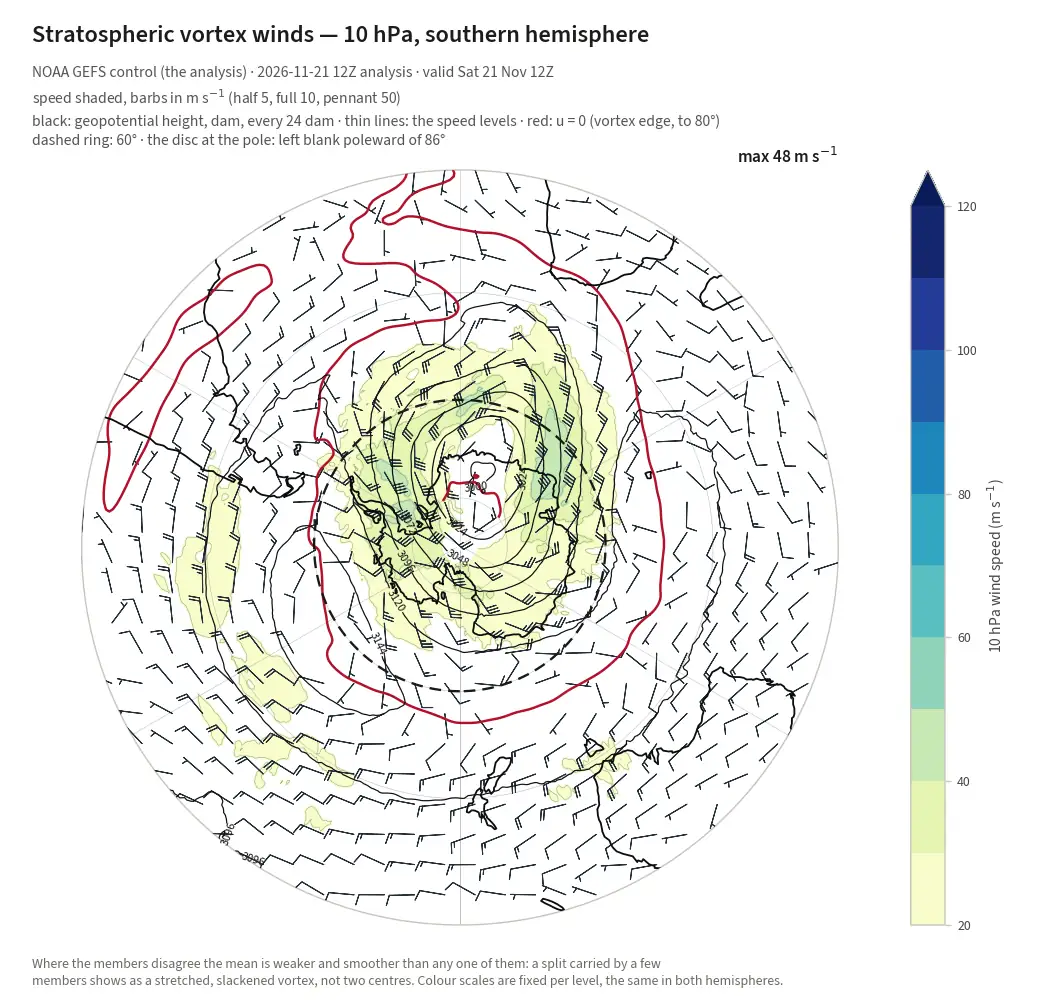 Stratospheric vortex winds — 10 hPa, southern hemisphere
NOAA GEFS control (the analysis) · 2026-11-21 12Z analysis · valid Sat 21 Nov 12Z
speed shaded, barbs in m s⁻¹ (half 5, full 10, pennant 50)
black: geopotential height, dam, every 24 dam · thin lines: the speed levels · red: u = 0 (vortex edge, to 80°)
dashed ring: 60° · the disc at the pole: left blank poleward of 86°
max 48 m s⁻¹
120
100
80
60
40
20
10 hPa wind speed (m s⁻¹)
3000
3048
3120
3144
3096
3096
Where the members disagree the mean is weaker and smoother than any one of them: a split carried by a few
members shows as a stretched, slackened vortex, not two centres. Colour scales are fixed per level, the same in both hemispheres.